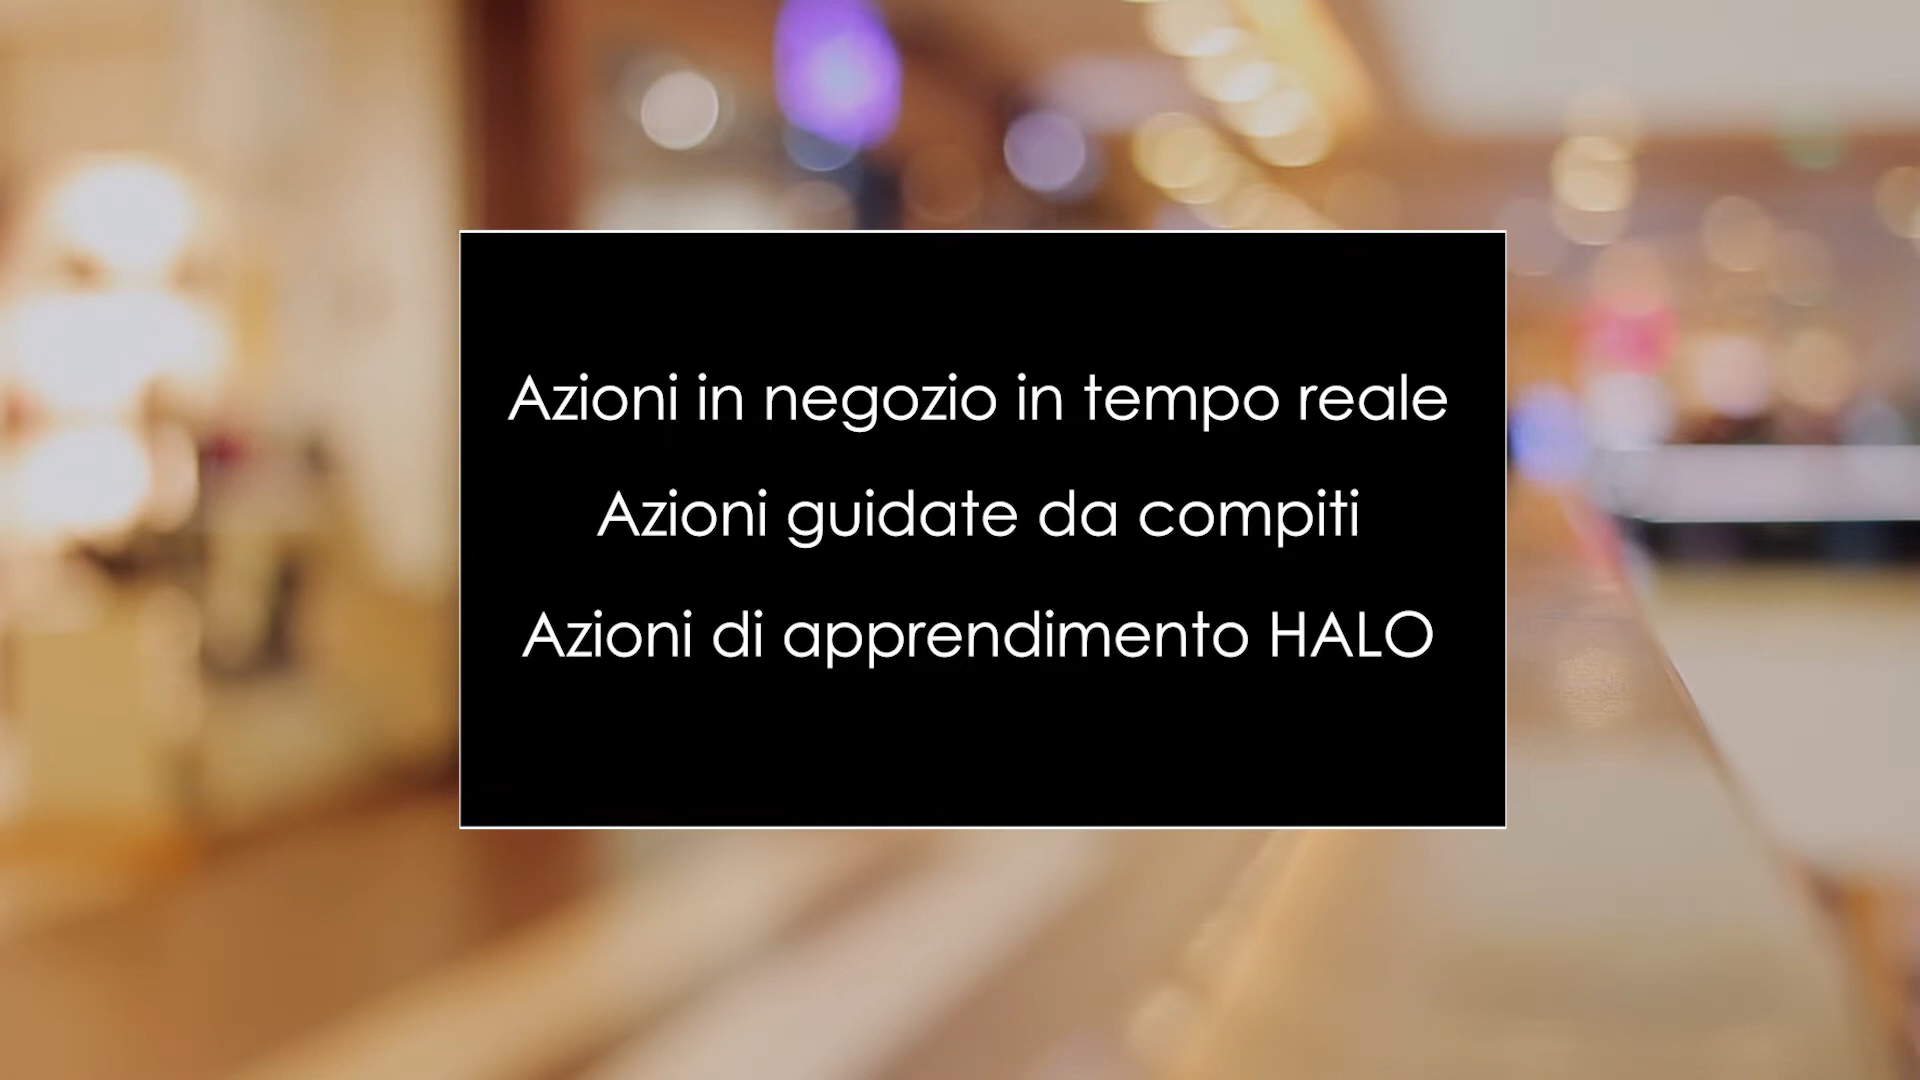 Azioni in negozio in tempo reale
Azioni guidate da compiti
Azioni di apprendimento HALO